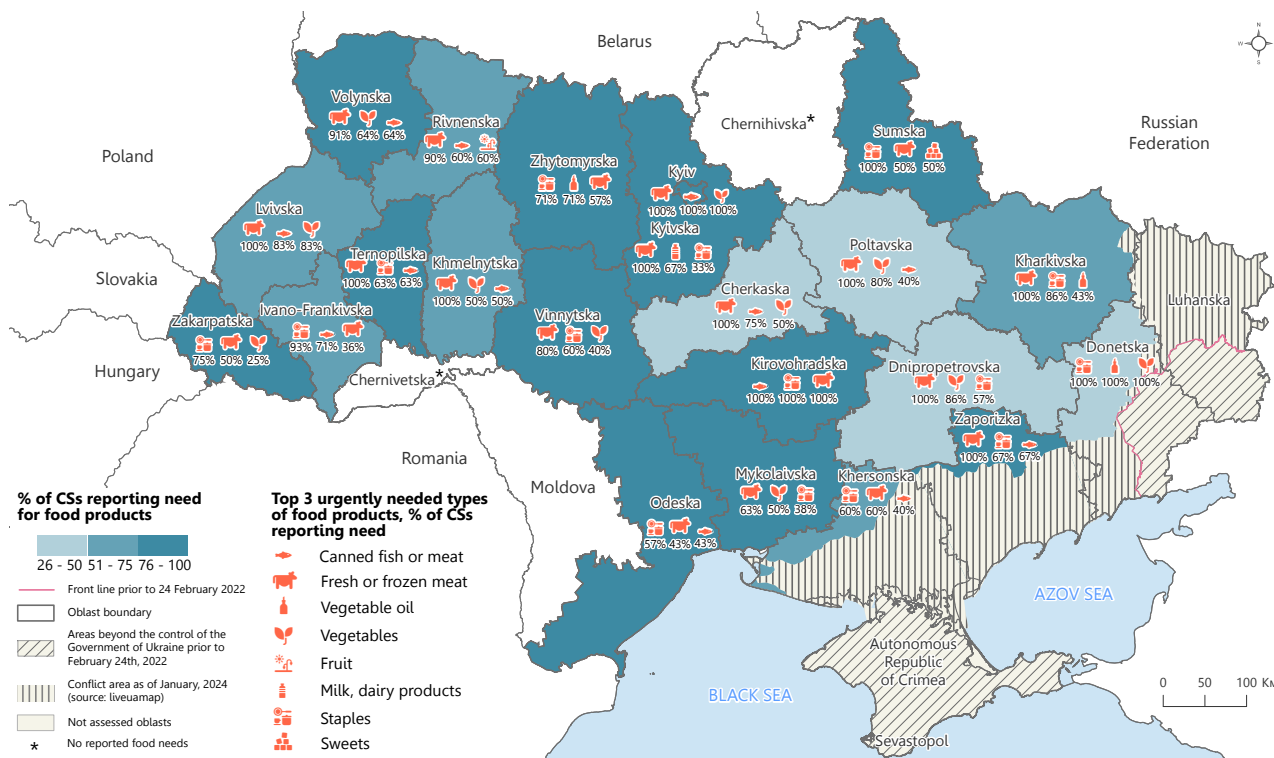 Belarus
N
W
E
S
Russian
Federation
Poland
Slovakia
Hungary
Romania
Moldova
Volynska
91% 64% 64%
Rivnenska
90% 60% 60%
Zhytomyrska
71% 71% 57%
Kyiv
100% 100% 100%
Kyivska
100% 67% 33%
Chernihivska*
Sumska
100% 50% 50%
Lvivska
100% 83% 83%
Ternopilska
100% 63% 63%
Khmelnytska
100% 50% 50%
Vinnytska
80% 60% 40%
Cherkaska
100% 75% 50%
Poltavska
100% 80% 40%
Kharkivska
100% 86% 43%
Luhanska
Zakarpatska
75% 50% 25%
Ivano-Frankivska
93% 71% 36%
Chernivetska*
Kirovohradska
100% 100% 100%
Dnipropetrovska
100% 86% 57%
Donetska
100% 100% 100%
Zaporizka
100% 67% 67%
Odeska
57% 43% 43%
Mykolaivska
63% 50% 38%
Khersonska
60% 60% 40%
AZOV SEA
BLACK SEA
Autonomous
Republic
of Crimea
Sevastopol
% of CSs reporting need
for food products
26 - 50 51 - 75 76 - 100
Front line prior to 24 February 2022
Oblast boundary
Areas beyond the control of the
Government of Ukraine prior to
February 24th, 2022
Conflict area as of January, 2024
(source: liveuamap)
Not assessed oblasts
* No reported food needs
Top 3 urgently needed types
of food products, % of CSs
reporting need
Canned fish or meat
Fresh or frozen meat
Vegetable oil
Vegetables
Fruit
Milk, dairy products
Staples
Sweets
0 50 100